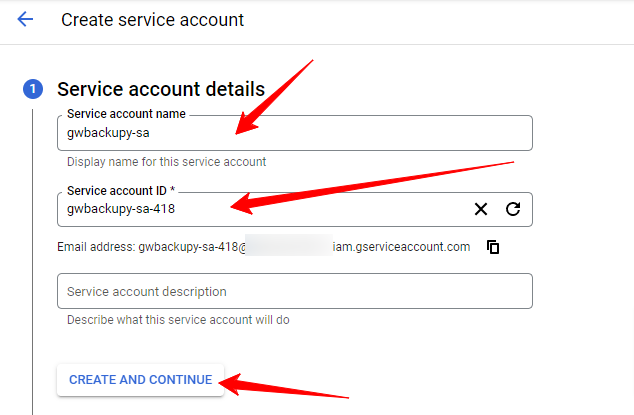 Create service account
1 Service account details
Service account name
gwbackupy-sa
Display name for this service account
Service account ID *
gwbackupy-sa-418
Email address: gwbackupy-sa-418@ iam.gserviceaccount.com
Service account description
Describe what this service account will do
CREATE AND CONTINUE